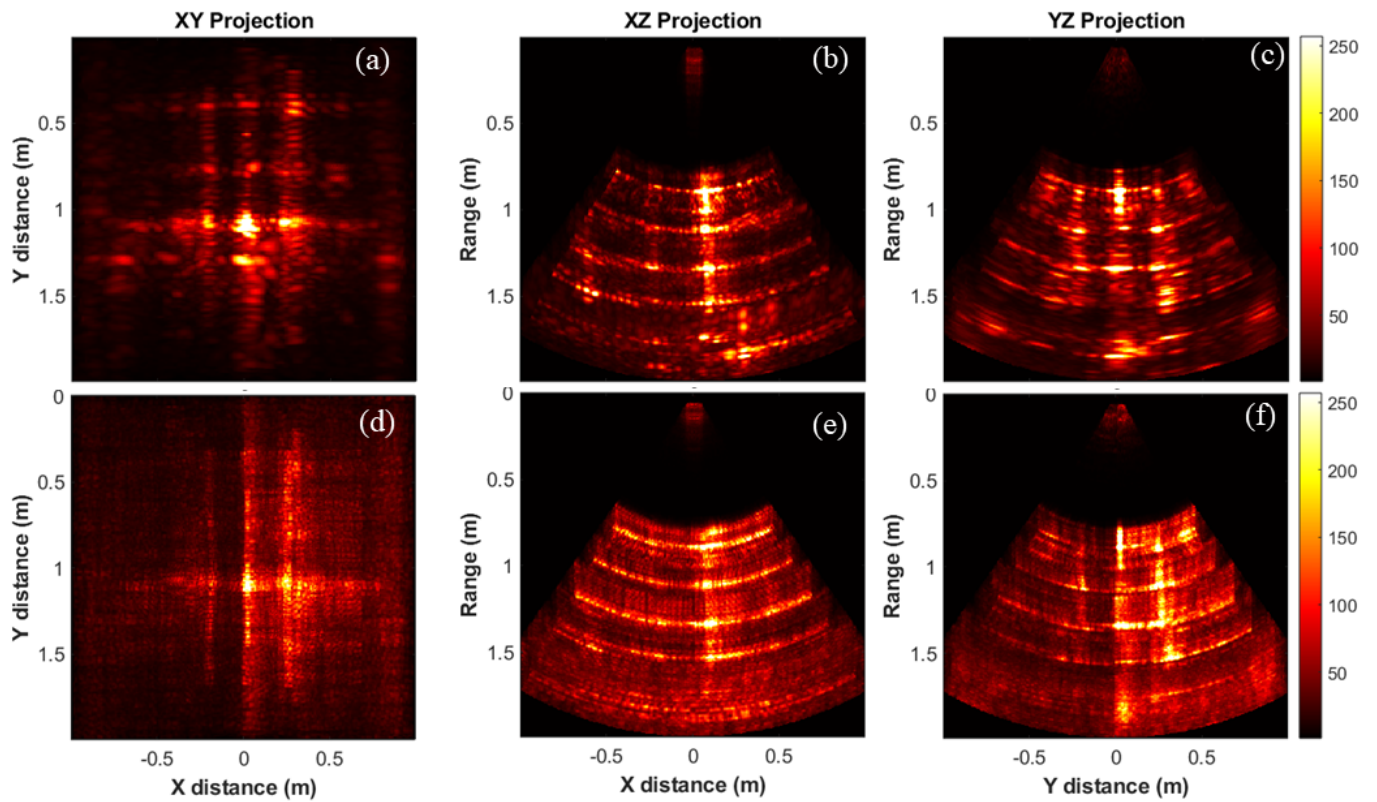 XY Projection
XZ Projection
YZ Projection
(a)
(b)
(c)
Y distance (m)
0.5
1
1.5
Range (m)
0.5
1
1.5
Range (m)
0.5
1
1.5
250
200
150
100
50
(d)
(e)
(f)
Y distance (m)
0
0.5
1
1.5
-0.5
0
0.5
X distance (m)
Range (m)
0
0.5
1
1.5
-0.5
0
0.5
X distance (m)
Range (m)
0
0.5
1
1.5
-0.5
0
0.5
Y distance (m)
250
200
150
100
50